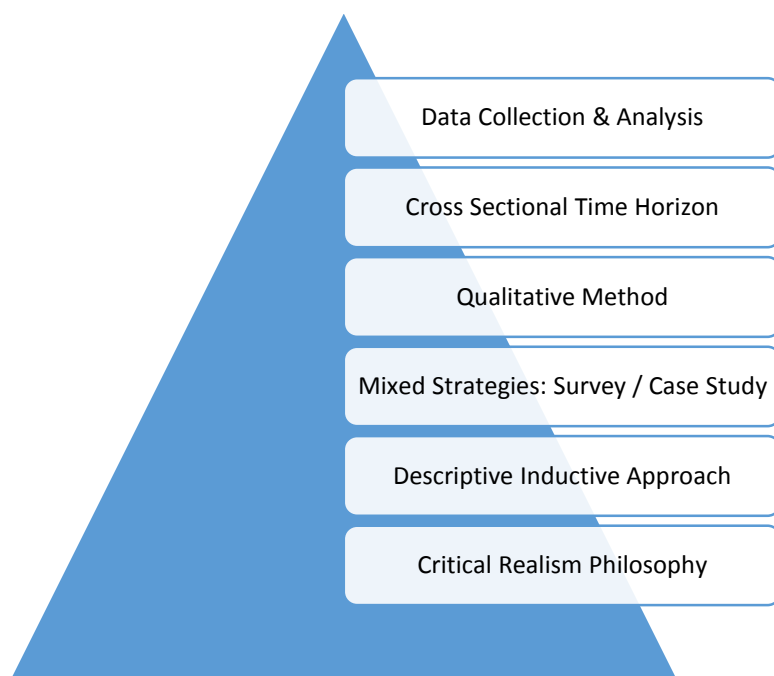 Data Collection & Analysis
Cross Sectional Time Horizon
Qualitative Method
Mixed Strategies: Survey / Case Study
Descriptive Inductive Approach
Critical Realism Philosophy